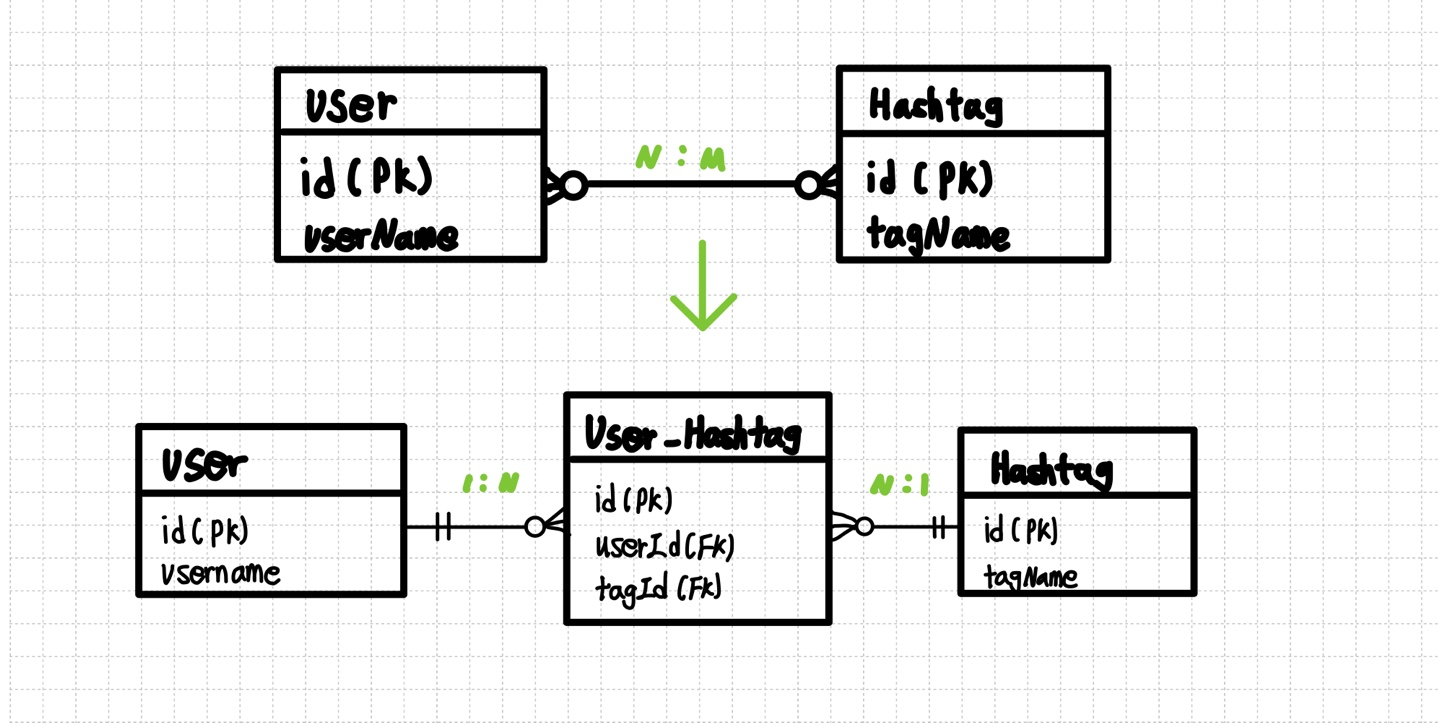 User
id (PK)
userName
N : M
Hashtag
id (PK)
tagName
User
id (PK)
username
1 : N
User_Hashtag
id (PK)
userId (FK)
tagId (FK)
N : 1
Hashtag
id (PK)
tagName